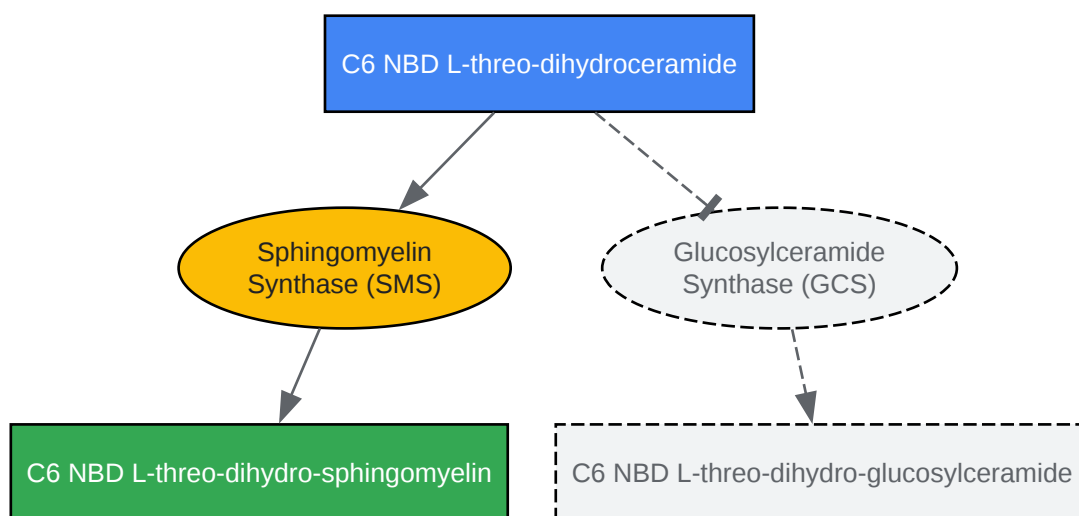 C6 NBD L-threo-dihydroceramide
Sphingomyelin
Synthase (SMS)
Glucosylceramide
Synthase (GCS)
C6 NBD L-threo-dihydro-sphingomyelin
C6 NBD L-threo-dihydro-glucosylceramide